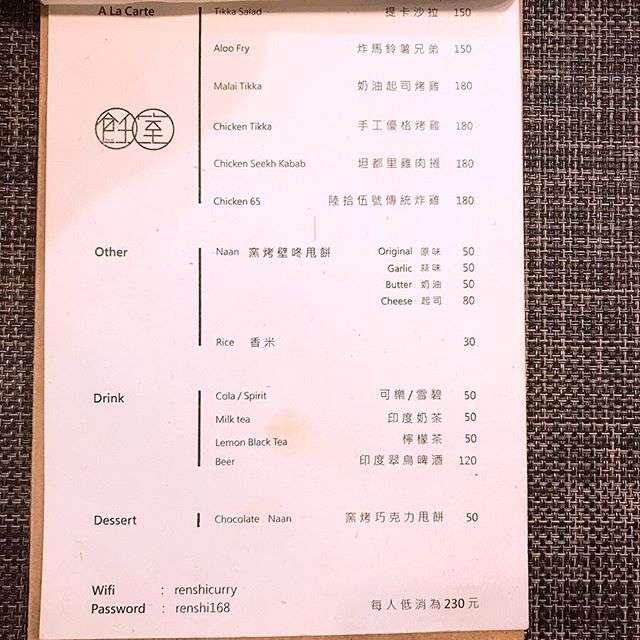 A La Carte Tikka Salad 提卡沙拉 150
Aloo Fry 炸馬鈴薯兄弟 150
Malai Tikka 奶油起司烤雞 180
Chicken Tikka 手工優格烤雞 180
Chicken Seekh Kabab 坦都里雞肉捲 180
Chicken 65 陸拾伍號傳統炸雞 180
Other Naan 窯烤壁咚甩餅 Original 原味 50
Garlic 蒜味 50
Butter 奶油 50
Cheese 起司 80
Rice 香米 30
Drink Cola / Spirit 可樂/雪碧 50
Milk tea 印度奶茶 50
Lemon Black Tea 檸檬茶 50
Beer 印度翠鳥啤酒 120
Dessert Chocolate Naan 窯烤巧克力甩餅 50
Wifi : renshicurry
Password : renshi168 每人低消為230元